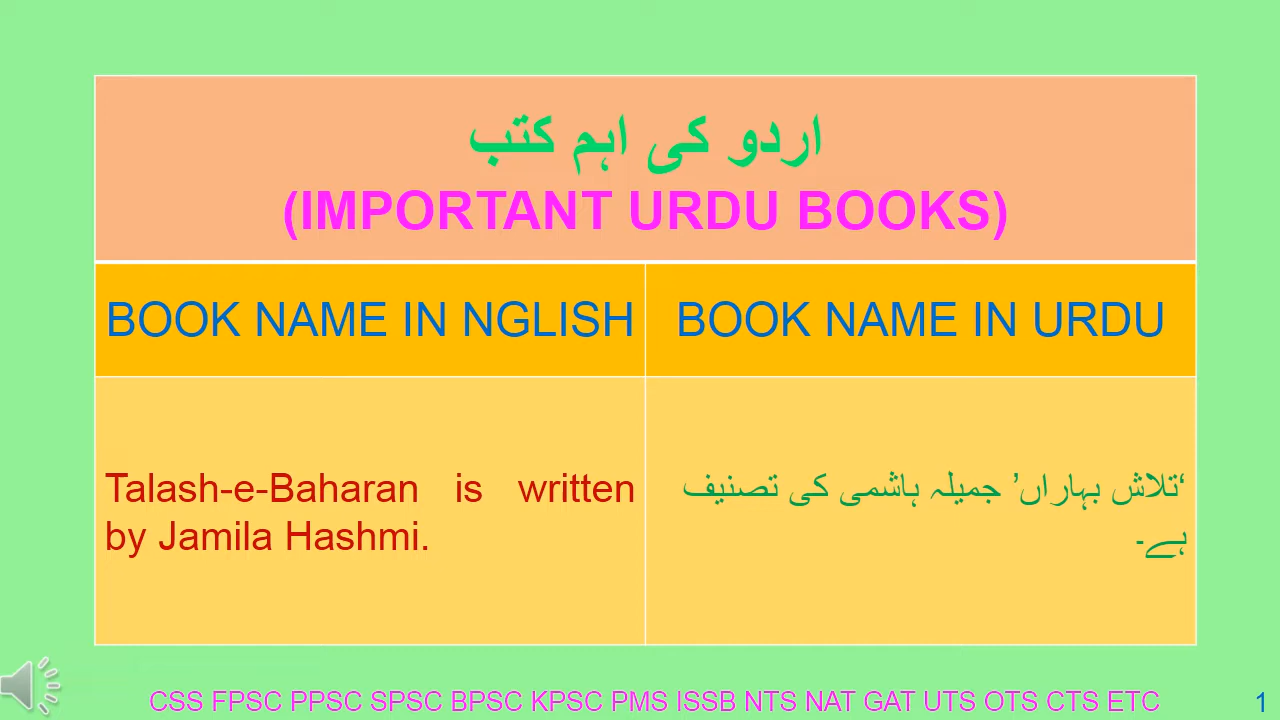 اردو کی اہم کتب
(IMPORTANT URDU BOOKS)
BOOK NAME IN NGLISH
BOOK NAME IN URDU
Talash-e-Baharan is written
by Jamila Hashmi.
‘تلاش بہاراں’ جمیلہ ہاشمی کی تصنیف
ہے۔
CSS FPSC PPSC SPSC BPSC KPSC PMS ISSB NTS NAT GAT UTS OTS CTS ETC
1